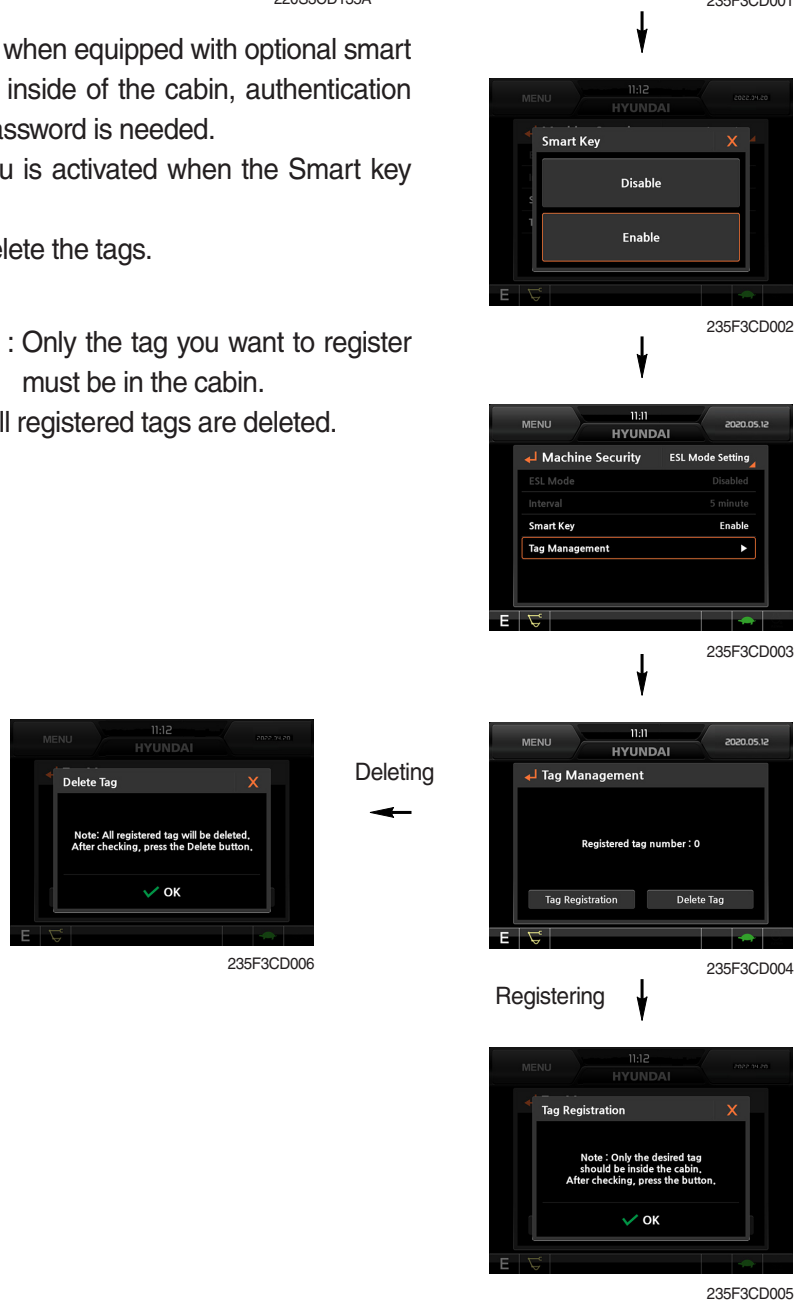 when equipped with optional smart
inside of the cabin, authentication
assword is needed.
u is activated when the Smart key
elete the tags.
: Only the tag you want to register
must be in the cabin.
ll registered tags are deleted.
235F3CD001
MENU
11:12
HYUNDAI
Smart Key
X
Disable
Enable
E
235F3CD002
MENU
11:11
HYUNDAI
2020.05.12
Machine Security
ESL Mode Setting
ESL Mode
Disabled
Interval
5 minute
Smart Key
Enable
Tag Management
E
235F3CD003
MENU
11:11
HYUNDAI
2020.05.12
Tag Management
Registered tag number : 0
Tag Registration
Delete Tag
E
235F3CD004
Deleting
MENU
11:12
HYUNDAI
Delete Tag
X
Note: All registered tag will be deleted.
After checking, press the Delete button.
OK
E
235F3CD006
Registering
MENU
11:12
HYUNDAI
Tag Registration
X
Note : Only the desired tag
should be inside the cabin.
After checking, press the button.
OK
E
235F3CD005